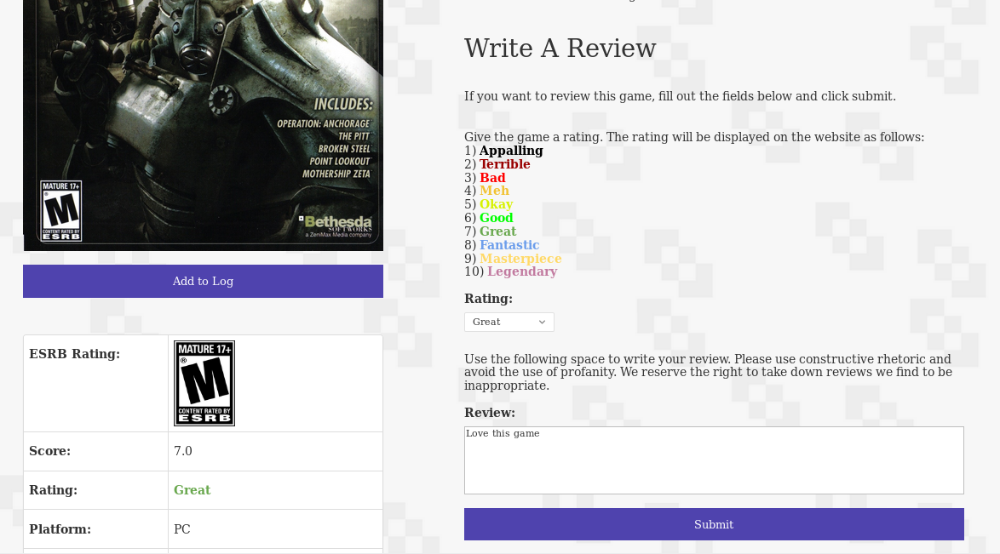 INCLUDES:
OPERATION: ANCHORAGE
THE PITT
BROKEN STEEL
POINT LOOKOUT
MOTHERSHIP ZETA
MATURE 17+
M
®
CONTENT RATED BY
ESRB
Bethesda
SOFTWORKS
a ZeniMax Media company
Add to Log
ESRB Rating:
MATURE 17+
®
M
CONTENT RATED BY
ESRB
Score: 7.0
Rating: Great
Platform: PC
Write A Review
If you want to review this game, fill out the fields below and click submit.
Give the game a rating. The rating will be displayed on the website as follows:
1) Appalling
2) Terrible
3) Bad
4) Meh
5) Okay
6) Good
7) Great
8) Fantastic
9) Masterpiece
10) Legendary
Rating:
Great
Use the following space to write your review. Please use constructive rhetoric and
avoid the use of profanity. We reserve the right to take down reviews we find to be
inappropriate.
Review:
Love this game
Submit